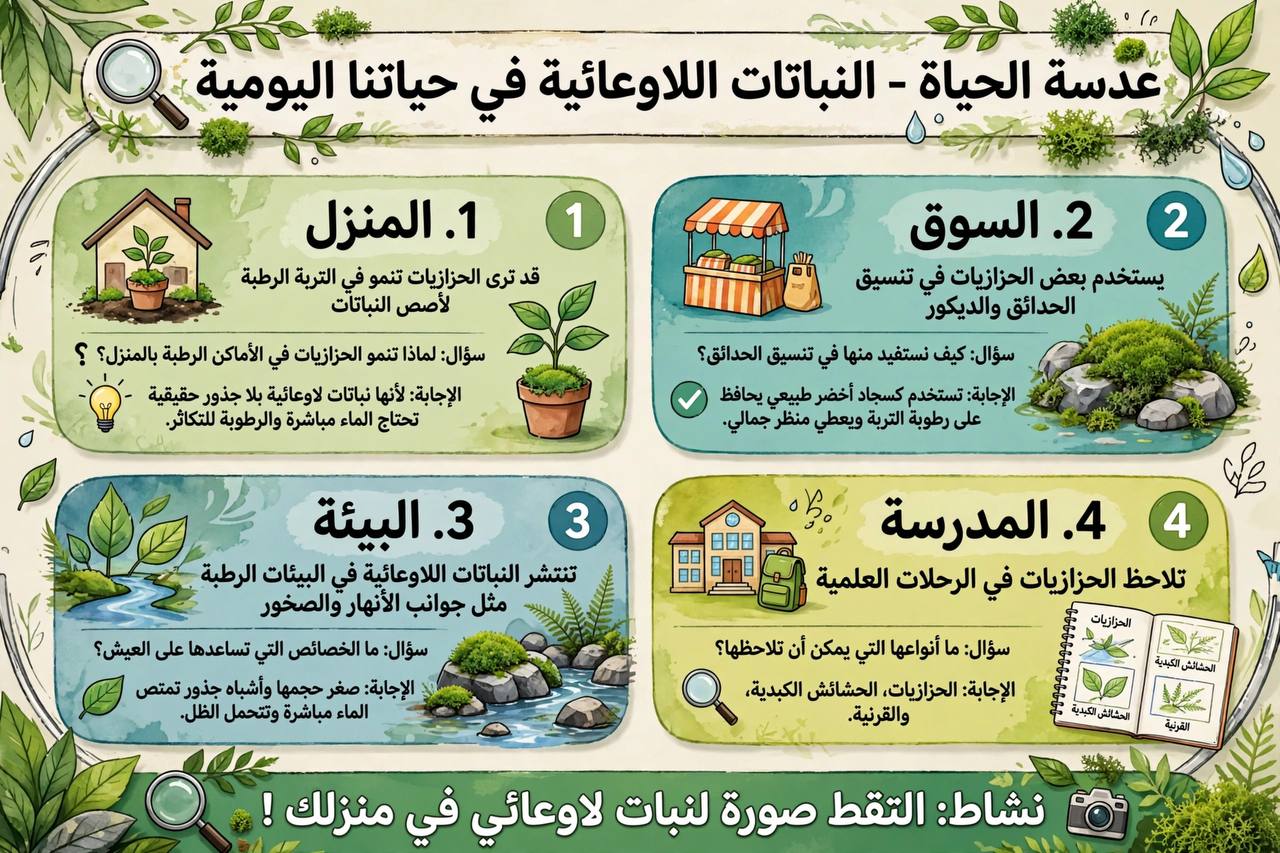 عدسة الحياة - النباتات اللاوعائية في حياتنا اليومية
1
1. المنزل
قد ترى الحزازيات تنمو في التربة الرطبة
لأصص النباتات
سؤال: لماذا تنمو الحزازيات في الأماكن الرطبة بالمنزل؟ ؟
الإجابة: لأنها نباتات لاوعائية بلا جذور حقيقية
تحتاج الماء مباشرة والرطوبة للتكاثر.
2
2. السوق
يستخدم بعض الحزازيات في تنسيق
الحدائق والديكور
سؤال: كيف نستفيد منها في تنسيق الحدائق؟
الإجابة: تستخدم كسجاد أخضر طبيعي يحافظ
على رطوبة التربة ويعطي منظر جمالي.
3
3. البيئة
تنتشر النباتات اللاوعائية في البيئات الرطبة
مثل جوانب الأنهار والصخور
سؤال: ما الخصائص التي تساعدها على العيش؟
الإجابة: صغر حجمها وأشباه جذور تمتص
الماء مباشرة وتتحمل الظل.
4
4. المدرسة
تلاحظ الحزازيات في الرحلات العلمية
سؤال: ما أنواعها التي يمكن أن تلاحظها؟
الإجابة: الحزازيات، الحشائش الكبدية،
والقرنية.
الحزازيات
الحشائش الكبدية
الحشائش الكبدية
القرنية
نشاط: التقط صورة لنبات لاوعائي في منزلك !